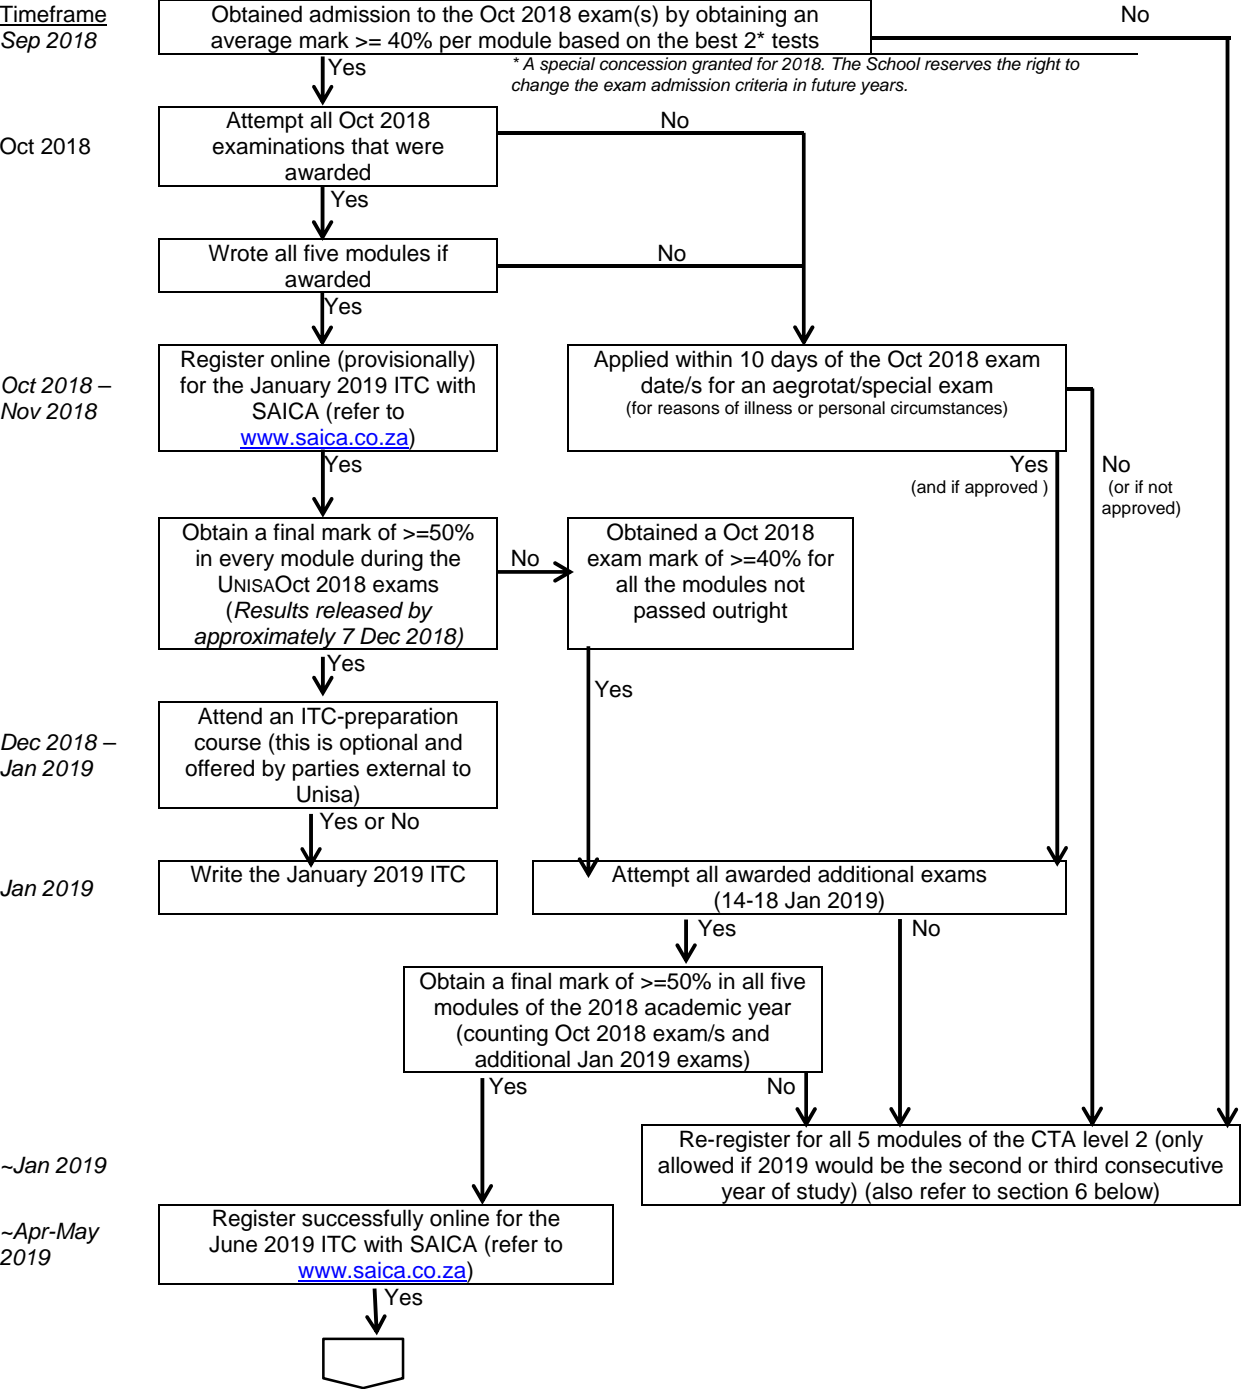 Timeframe
Sep 2018
Obtained admission to the Oct 2018 exam(s) by obtaining an
average mark >= 40% per module based on the best 2* tests
No
Yes
* A special concession granted for 2018. The School reserves the right to
change the exam admission criteria in future years.
Oct 2018
Attempt all Oct 2018
examinations that were
awarded
No
Yes
Wrote all five modules if
awarded
No
Yes
Oct 2018 –
Nov 2018
Register online (provisionally)
for the January 2019 ITC with
SAICA (refer to
www.saica.co.za)
Applied within 10 days of the Oct 2018 exam
date/s for an aegrotat/special exam
(for reasons of illness or personal circumstances)
Yes
Yes
(and if approved )
No
(or if not
approved)
Obtain a final mark of >=50%
in every module during the
UNISAOct 2018 exams
(Results released by
approximately 7 Dec 2018)
No
Obtained a Oct 2018
exam mark of >=40% for
all the modules not
passed outright
Yes
Yes
Dec 2018 –
Jan 2019
Attend an ITC-preparation
course (this is optional and
offered by parties external to
Unisa)
Yes or No
Jan 2019
Write the January 2019 ITC
Attempt all awarded additional exams
(14-18 Jan 2019)
Yes
No
Obtain a final mark of >=50% in all five
modules of the 2018 academic year
(counting Oct 2018 exam/s and
additional Jan 2019 exams)
Yes
No
~Jan 2019
Re-register for all 5 modules of the CTA level 2 (only
allowed if 2019 would be the second or third consecutive
year of study) (also refer to section 6 below)
~Apr-May
2019
Register successfully online for the
June 2019 ITC with SAICA (refer to
www.saica.co.za)
Yes